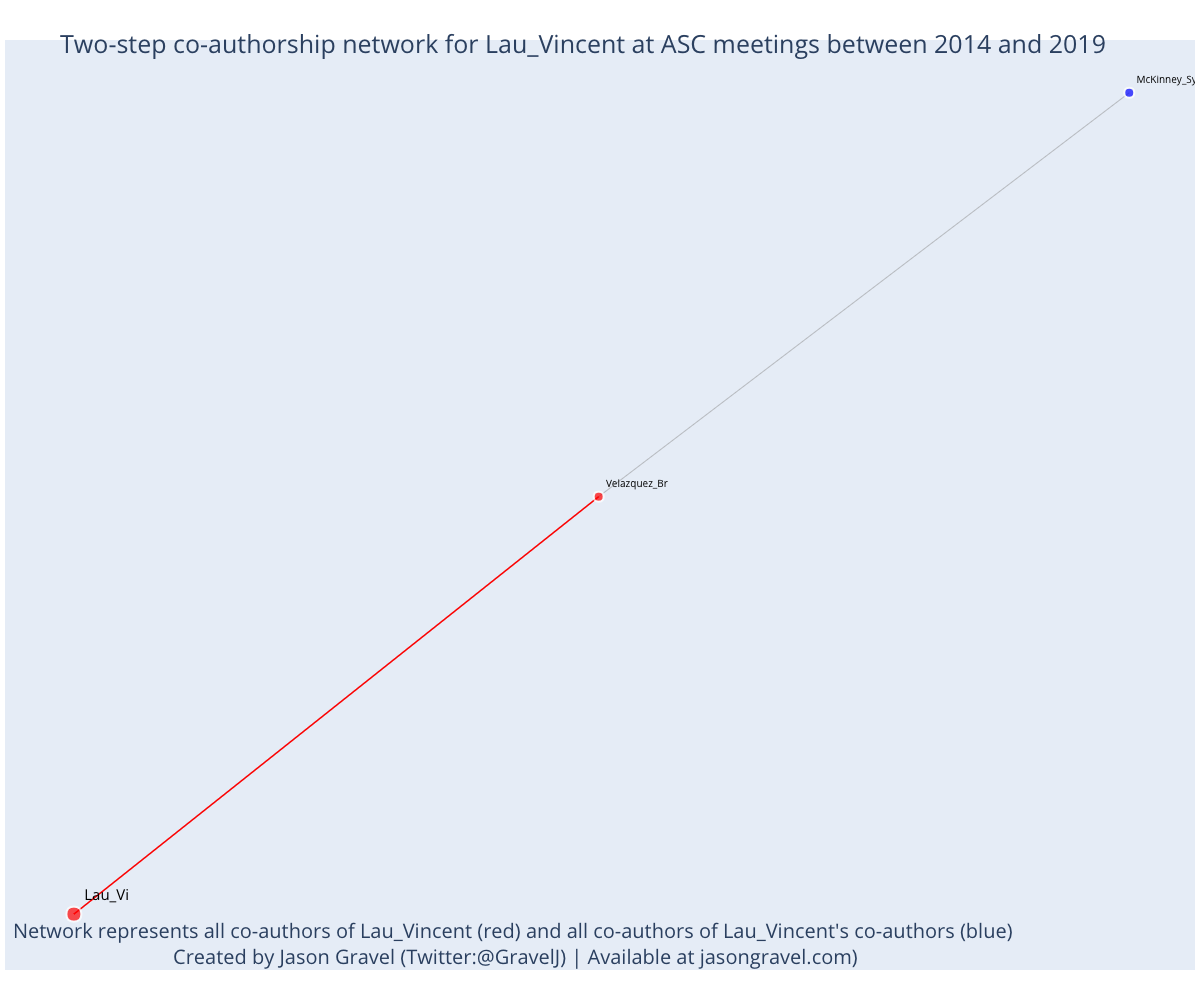 Two-step co-authorship network for Lau_Vincent at ASC meetings between 2014 and 2019
McKinney_Sy
Velazquez_Br
Lau_Vi
Network represents all co-authors of Lau_Vincent (red) and all co-authors of Lau_Vincent's co-authors (blue)
Created by Jason Gravel (Twitter:@GravelJ) | Available at jasongravel.com)